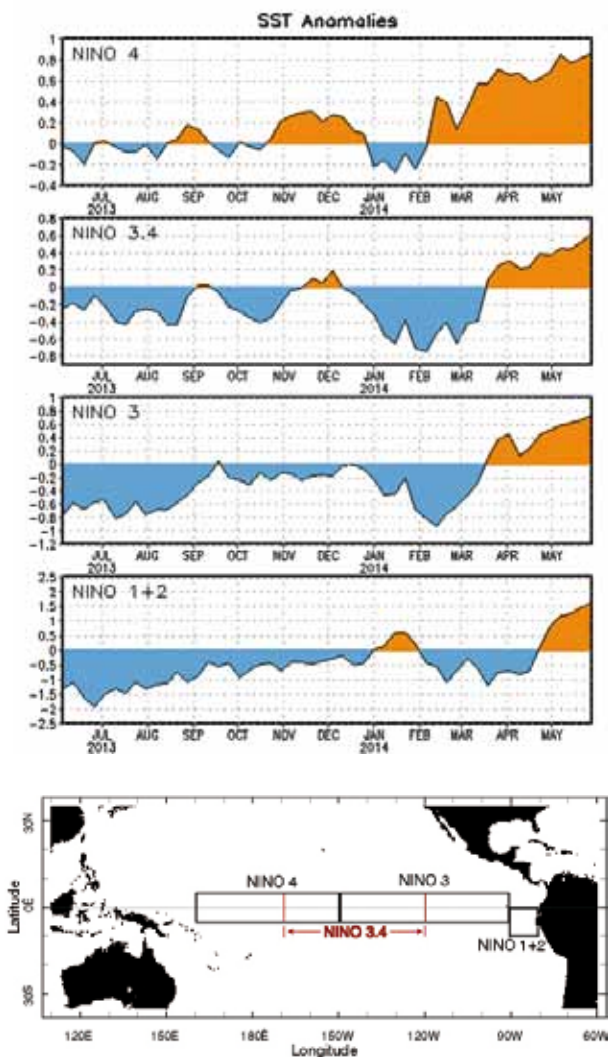 SST Anomalies
NINO 4
1
0.8
0.6
0.4
0.2
0
-0.2
-0.4
JUL 2013 AUG SEP OCT NOV DEC JAN 2014 FEB MAR APR MAY
NINO 3.4
0.8
0.6
0.4
0.2
0
-0.2
-0.4
-0.6
-0.8
JUL 2013 AUG SEP OCT NOV DEC JAN 2014 FEB MAR APR MAY
NINO 3
1
0.8
0.6
0.4
0.2
0
-0.2
-0.4
-0.6
-0.8
-1
-1.2
JUL 2013 AUG SEP OCT NOV DEC JAN 2014 FEB MAR APR MAY
NINO 1+2
2.5
2
1.5
1
0.5
0
-0.5
-1
-1.5
-2
-2.5
JUL 2013 AUG SEP OCT NOV DEC JAN 2014 FEB MAR APR MAY
30N
NINO 4 NINO 3
Latitude
0E
NINO 3.4
NINO 1+2
30S
120E 150E 180E 150W 120W 90W 60W
Longitude